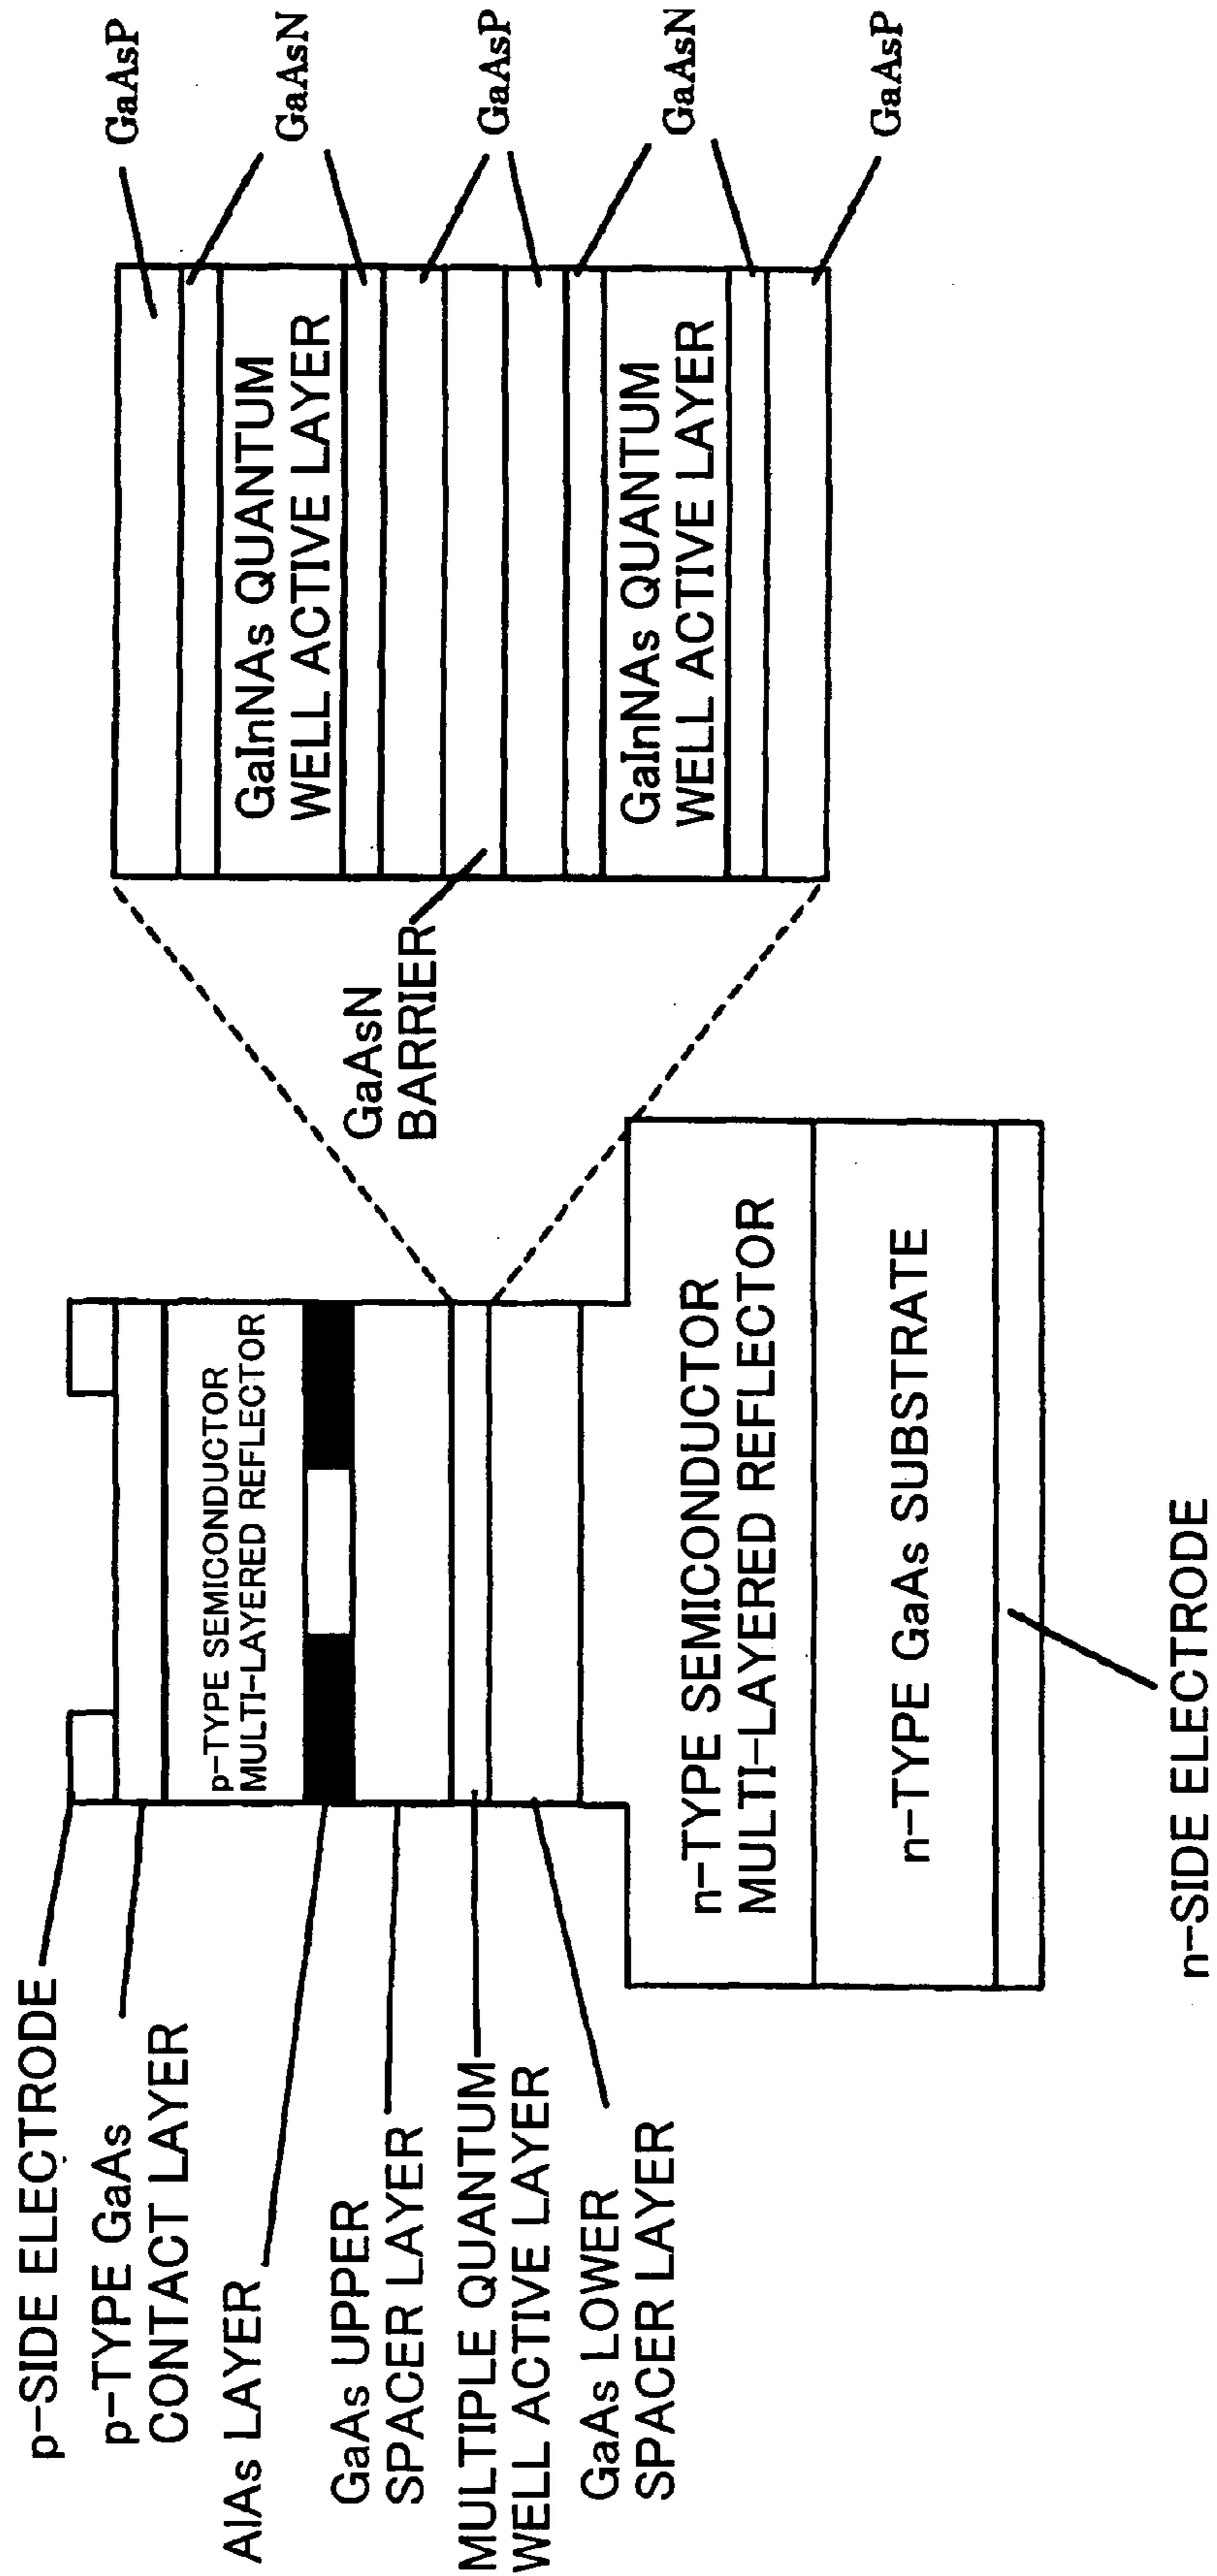 p-SIDE ELECTRODE
p-TYPE GaAs
CONTACT LAYER
AlAs LAYER
GaAs UPPER
SPACER LAYER
MULTIPLE QUANTUM
WELL ACTIVE LAYER
GaAs LOWER
SPACER LAYER
p-TYPE SEMICONDUCTOR
MULTI-LAYERED REFLECTOR
n-TYPE SEMICONDUCTOR
MULTI-LAYERED REFLECTOR
n-TYPE GaAs SUBSTRATE
n-SIDE ELECTRODE
GaAsN
BARRIER
GaInNAs QUANTUM
WELL ACTIVE LAYER
GaInNAs QUANTUM
WELL ACTIVE LAYER
GaAsP
GaAsN
GaAsP
GaAsN
GaAsP